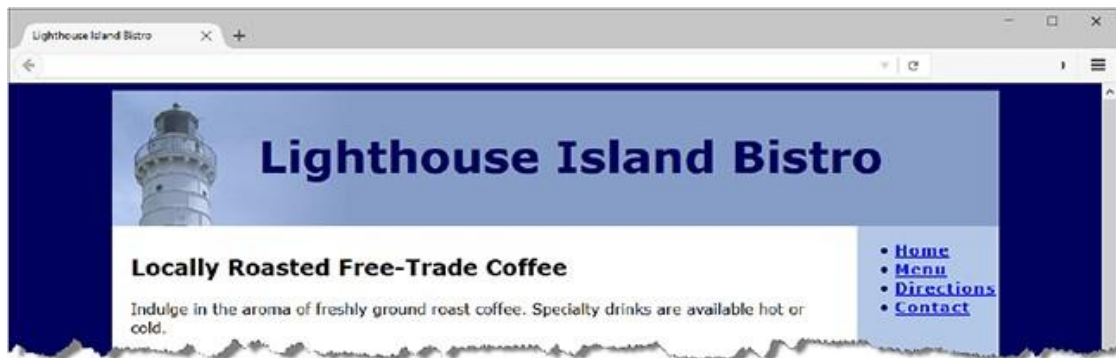 Lighthouse Island Bistro
Lighthouse Island Bistro
Locally Roasted Free-Trade Coffee
Indulge in the aroma of freshly ground roast coffee. Specialty drinks are available hot or
cold.
• Home
• Menu
• Directions
• Contact